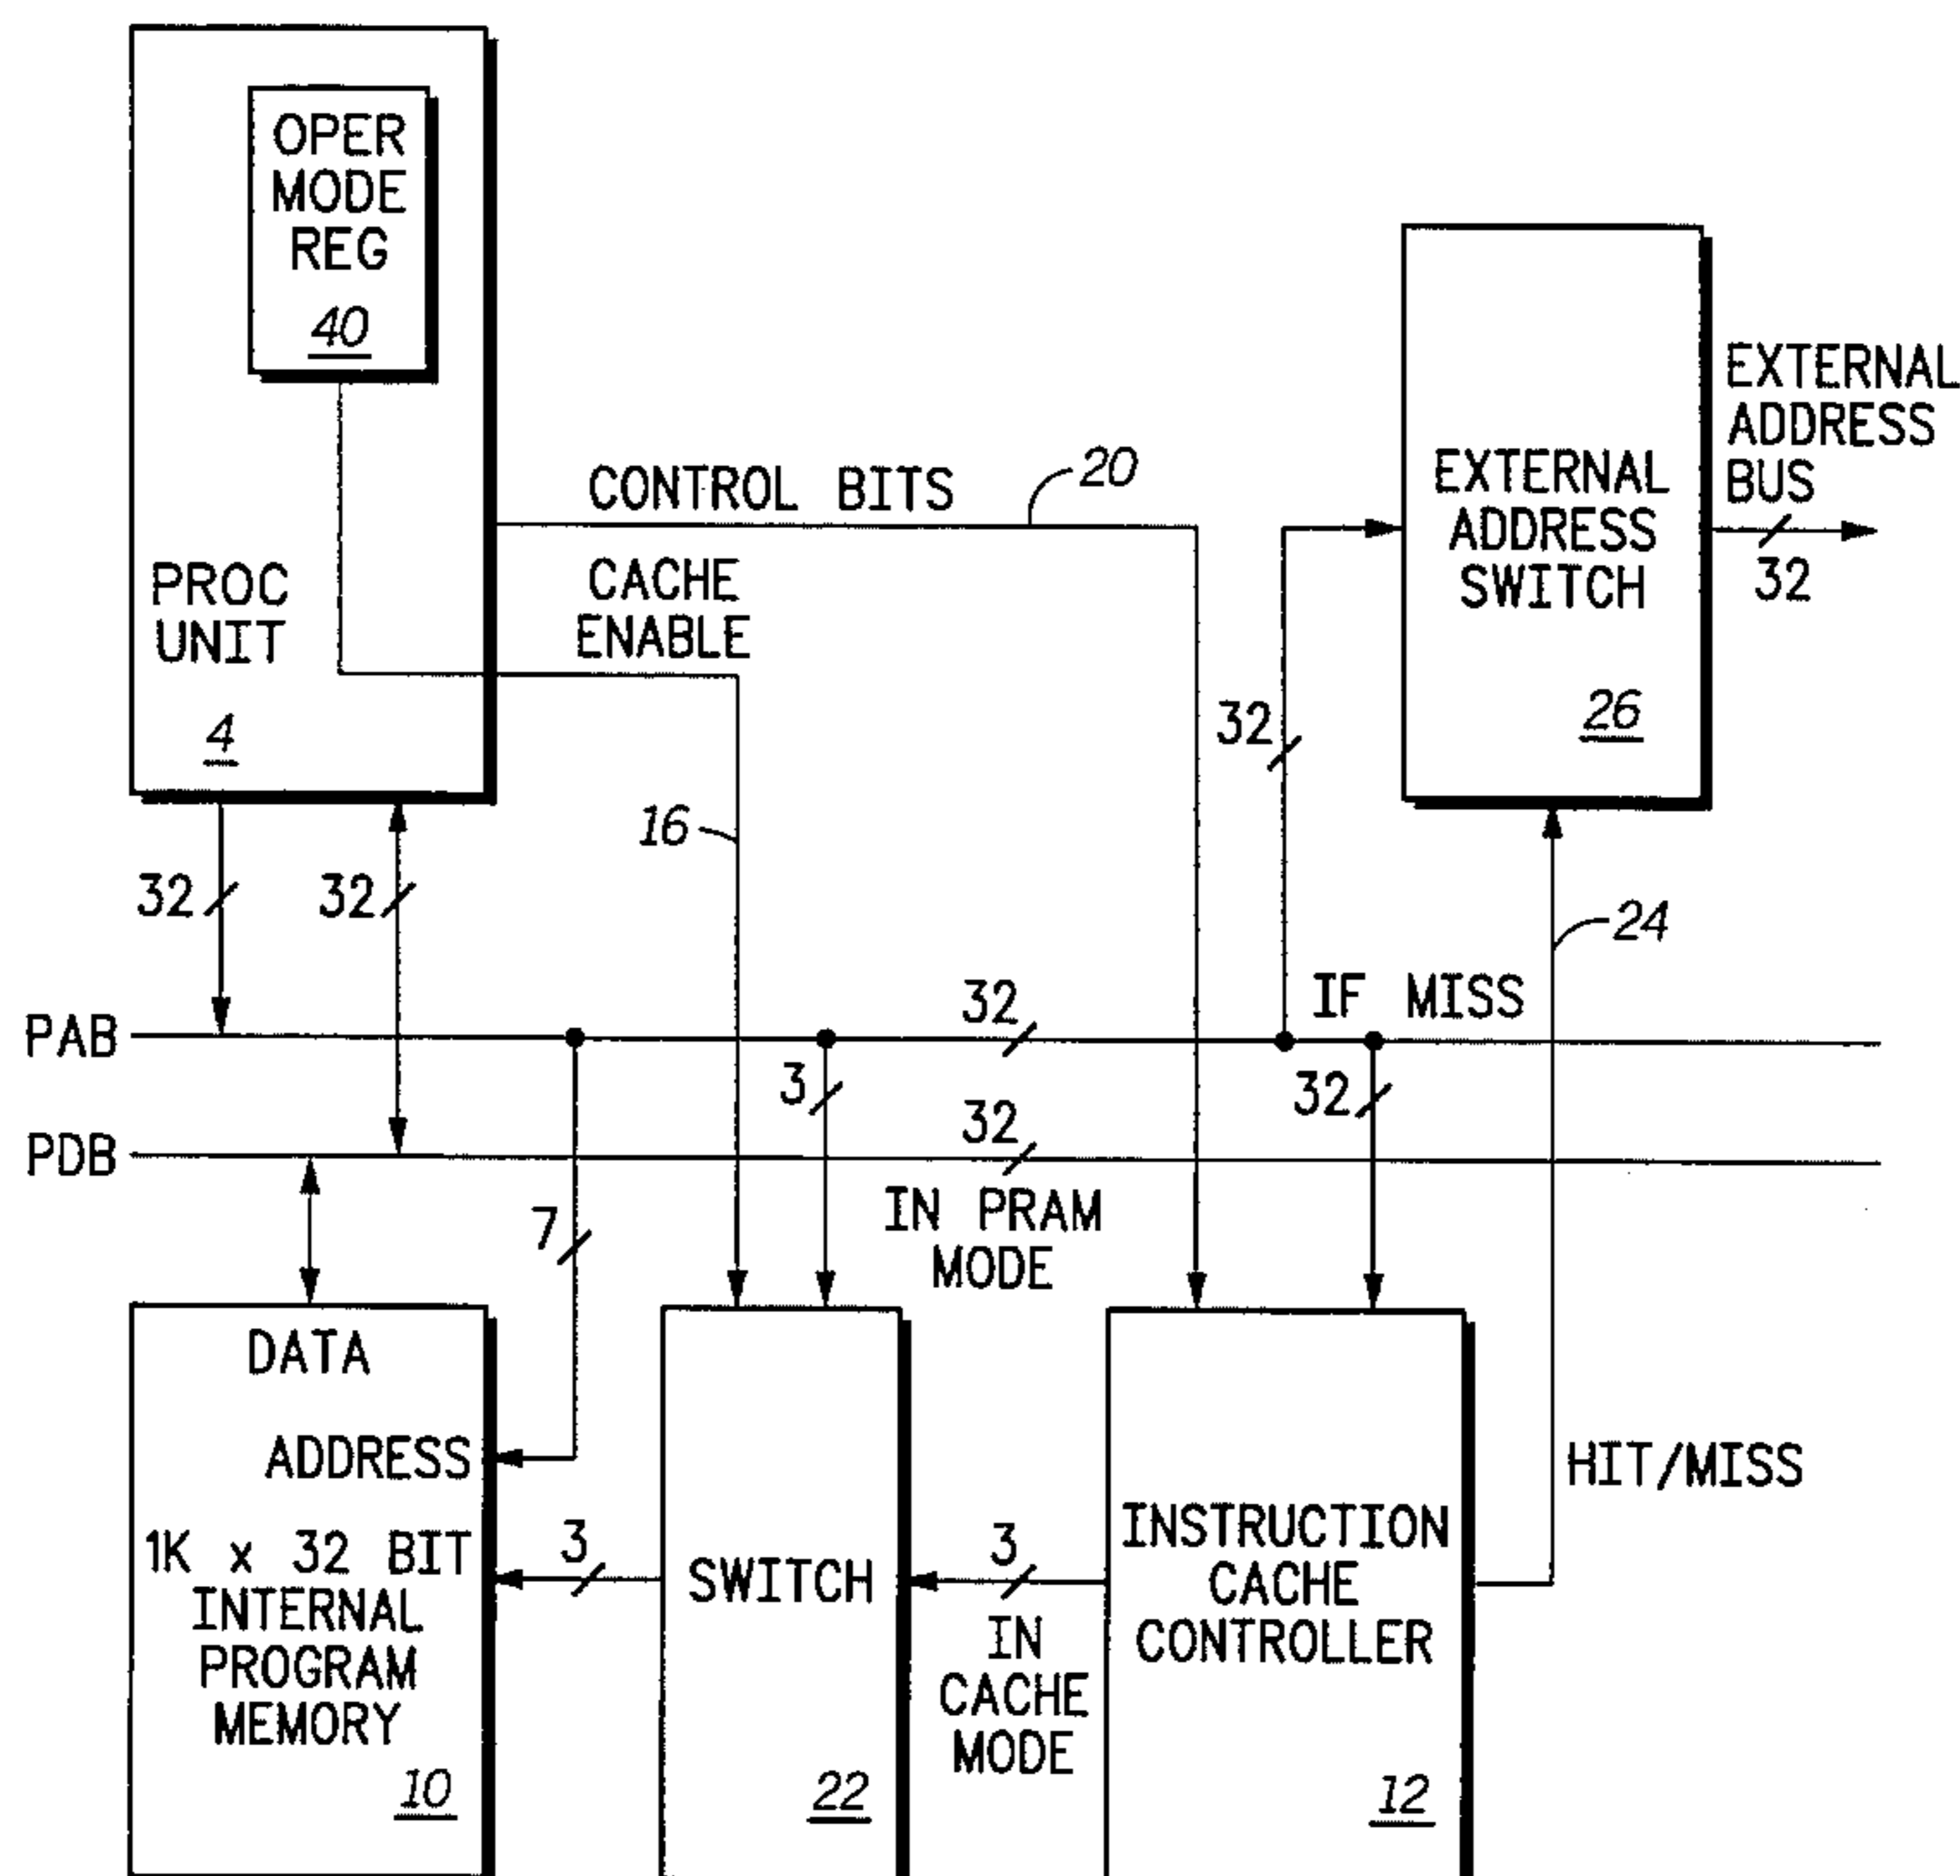 OPER
MODE
REG
40
PROC
UNIT
4
CONTROL BITS
20
CACHE
ENABLE
EXTERNAL
ADDRESS
SWITCH
26
EXTERNAL
ADDRESS
BUS
32
32
16
32
32
24
PAB
32
IF MISS
3
32
PDB
32
7
IN PRAM
MODE
DATA
ADDRESS
1K x 32 BIT
INTERNAL
PROGRAM
MEMORY
10
3
SWITCH
22
3
IN
CACHE
MODE
INSTRUCTION
CACHE
CONTROLLER
12
HIT/MISS